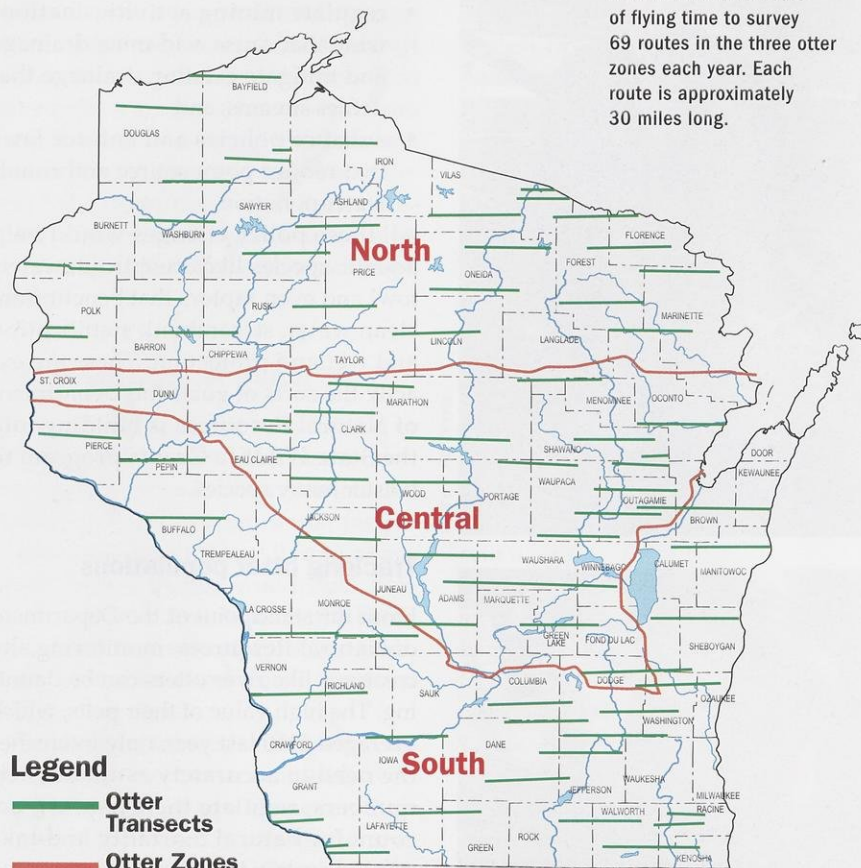 of flying time to survey
69 routes in the three otter
zones each year. Each
route is approximately
30 miles long.
BAYFIELD
DOUGLAS
IRON
VILAS
ASHLAND
SAWYER
BURNETT
WASHBURN
FLORENCE
North
FOREST
ONEIDA
PRICE
RUSK
POLK
MARINETTE
BARRON
CHIPPEWA
LINCOLN
LANGLADE
TAYLOR
ST. CROIX
DUNN
MENOMINEE
OCONTO
MARATHON
CLARK
PIERCE
EAU CLAIRE
SHAWANO
DOOR
PEPIN
KEWAUNEE
WAUPACA
WOOD
PORTAGE
OUTAGAMIE
Central
JACKSON
BROWN
BUFFALO
TREMPEALEAU
WAUSHARA
WINNEBAGO
CALUMET
MANITOWOC
JUNEAU
ADAMS
MARQUETTE
LA CROSSE
MONROE
GREEN
LAKE
FOND DU LAC
SHEBOYGAN
VERNON
RICHLAND
SAUK
COLUMBIA
DODGE
OZAUKEE
WASHINGTON
CRAWFORD
DANE
IOWA
South
Legend
GRANT
JEFFERSON
WAUKESHA
MILWAUKEE
Otter
Transects
RACINE
WALWORTH
LAFAYETTE
ROCK
GREEN
KENOSHA
Otter Zones